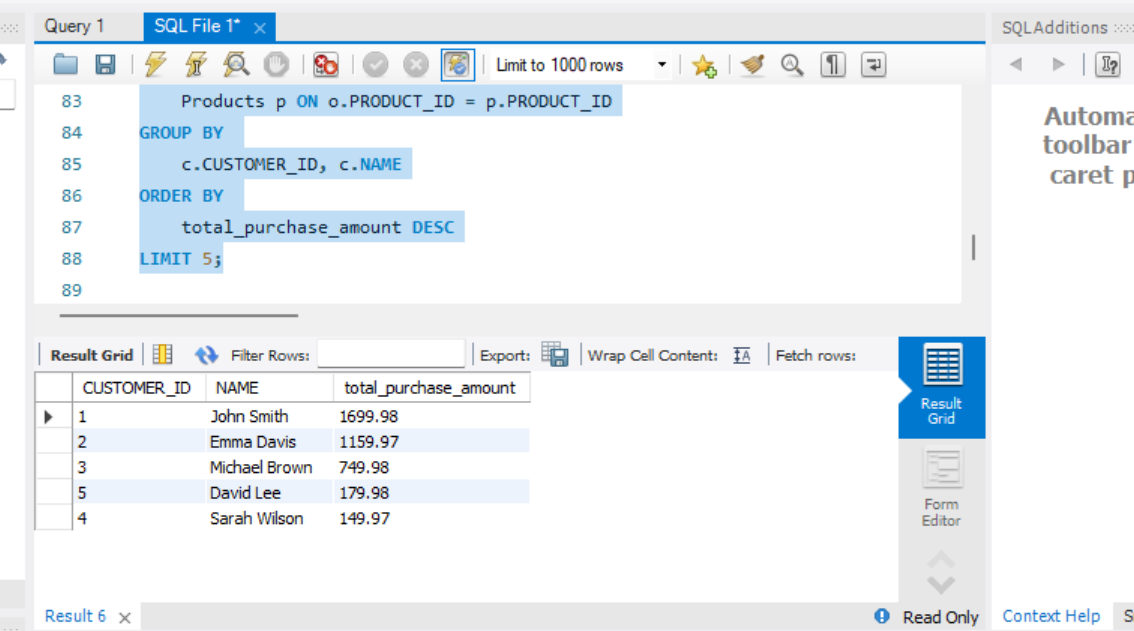 Query 1
SQL File 1*
SQLAdditions
Limit to 1000 rows
83 Products p ON o.PRODUCT_ID = p.PRODUCT_ID
84 GROUP BY
85 c.CUSTOMER_ID, c.NAME
86 ORDER BY
87 total_purchase_amount DESC
88 LIMIT 5;
89
Automa
toolbar
caret p
Result Grid Filter Rows: Export: Wrap Cell Content: Fetch rows:
CUSTOMER_ID NAME total_purchase_amount
1 John Smith 1699.98
2 Emma Davis 1159.97
3 Michael Brown 749.98
5 David Lee 179.98
4 Sarah Wilson 149.97
Result
Grid
Form
Editor
Result 6
Read Only
Context Help S